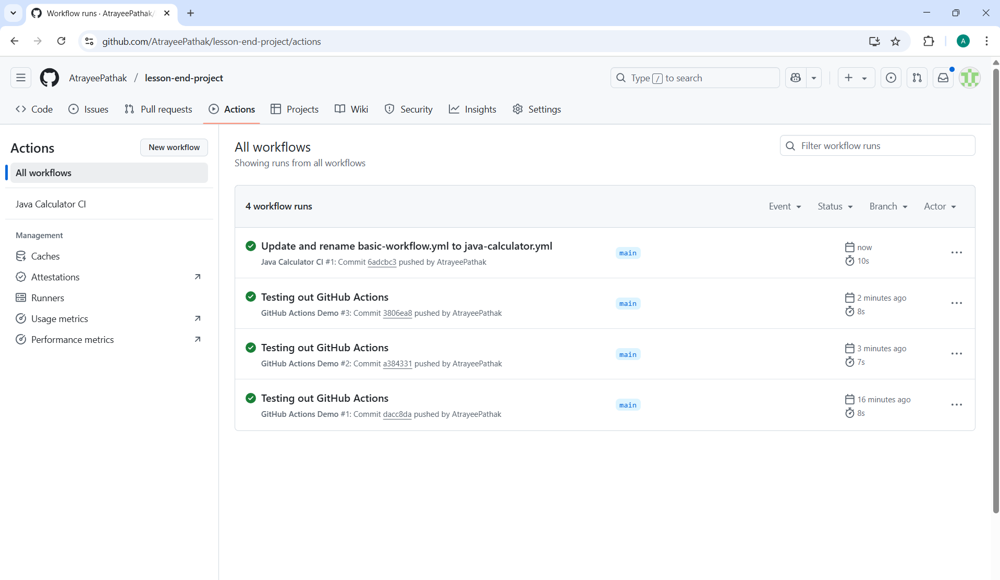 Workflow runs · AtrayeePathak/
github.com/AtrayeePathak/lesson-end-project/actions
A
AtrayeePathak / lesson-end-project
Type / to search
Code Issues Pull requests Actions Projects Wiki Security Insights Settings
Actions
New workflow
All workflows
Java Calculator CI
Management
Caches
Attestations
Runners
Usage metrics
Performance metrics
All workflows
Showing runs from all workflows
Filter workflow runs
4 workflow runs
Event Status Branch Actor
Update and rename basic-workflow.yml to java-calculator.yml
Java Calculator CI #1: Commit 6adcbc3 pushed by AtrayeePathak
main
now
10s
Testing out GitHub Actions
GitHub Actions Demo #3: Commit 3806ea8 pushed by AtrayeePathak
main
2 minutes ago
8s
Testing out GitHub Actions
GitHub Actions Demo #2: Commit a384331 pushed by AtrayeePathak
main
3 minutes ago
7s
Testing out GitHub Actions
GitHub Actions Demo #1: Commit dacc8da pushed by AtrayeePathak
main
16 minutes ago
8s